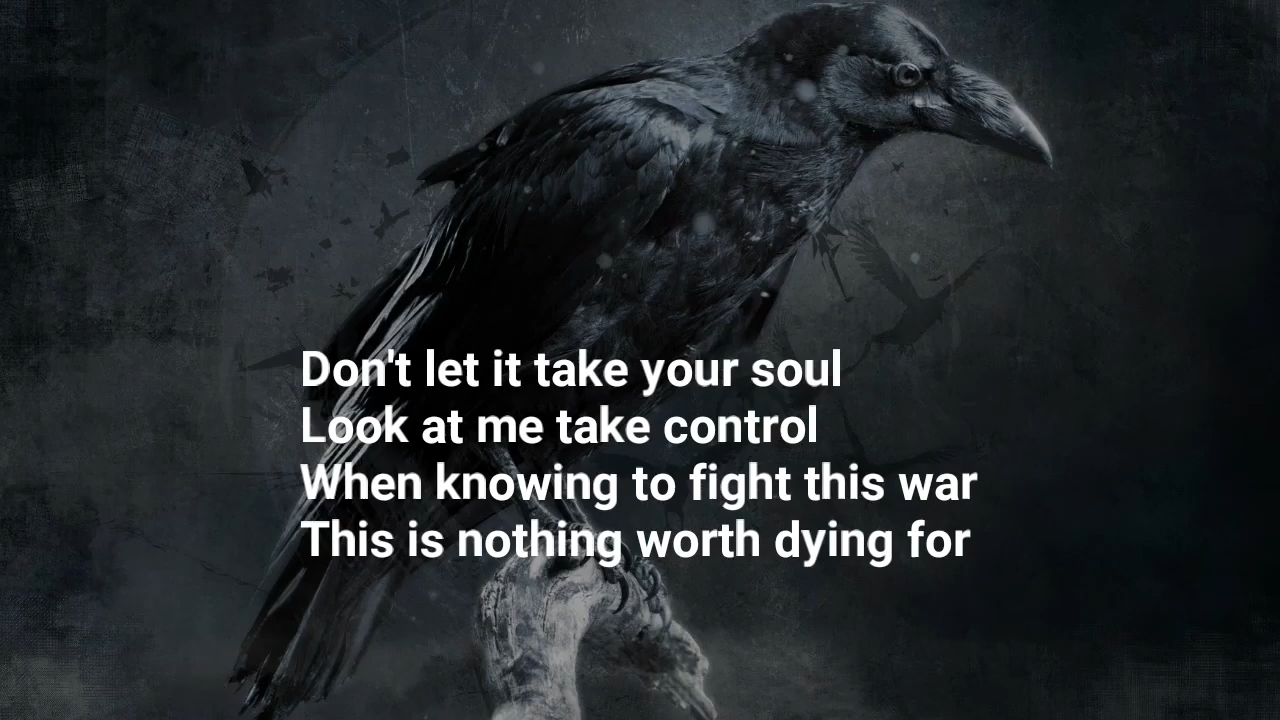 Don't let it take your soul
Look at me take control
When knowing to fight this war
This is nothing worth dying for